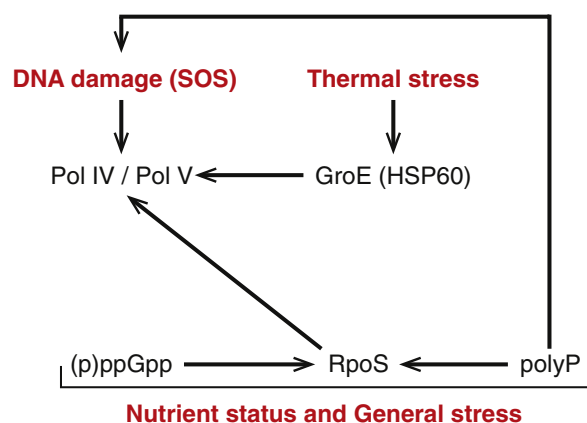 DNA damage (SOS) Thermal stress
Pol IV / Pol V GroE (HSP60)
(p)ppGpp RpoS polyP
Nutrient status and General stress